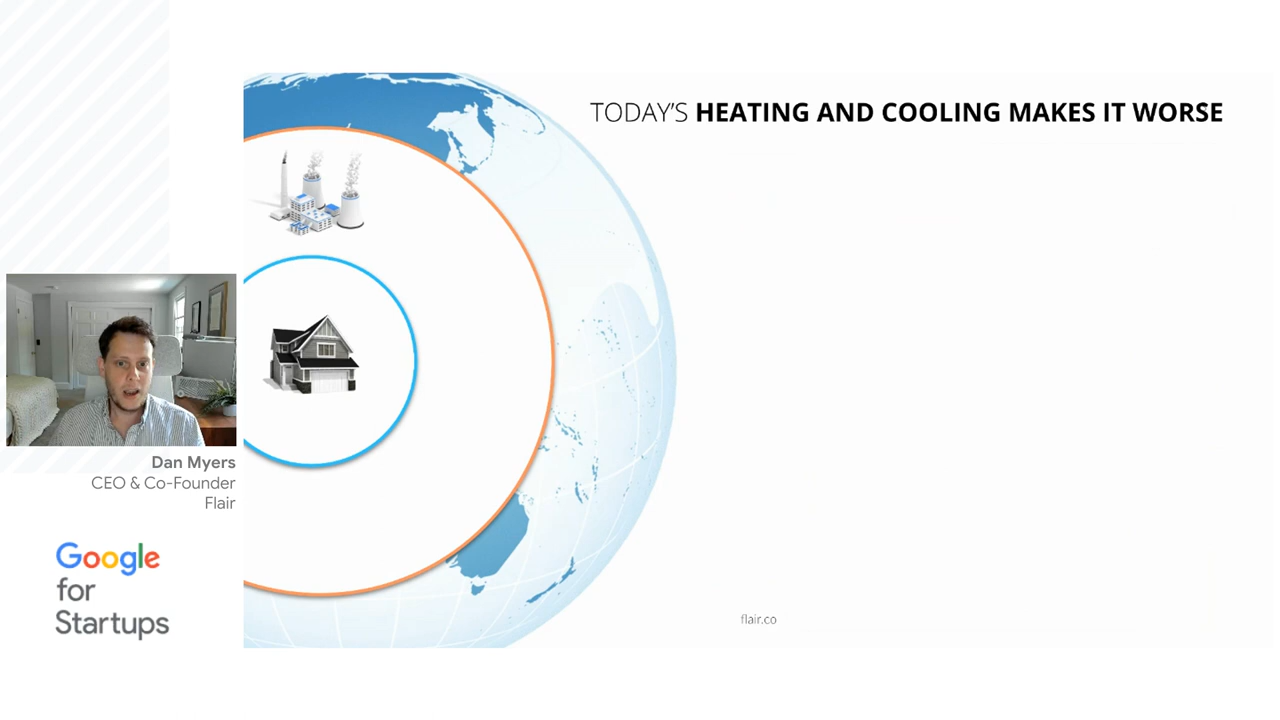 TODAY'S HEATING AND COOLING MAKES IT WORSE
Dan Myers
CEO & Co-Founder
Flair
Google
for
Startups
flair.co